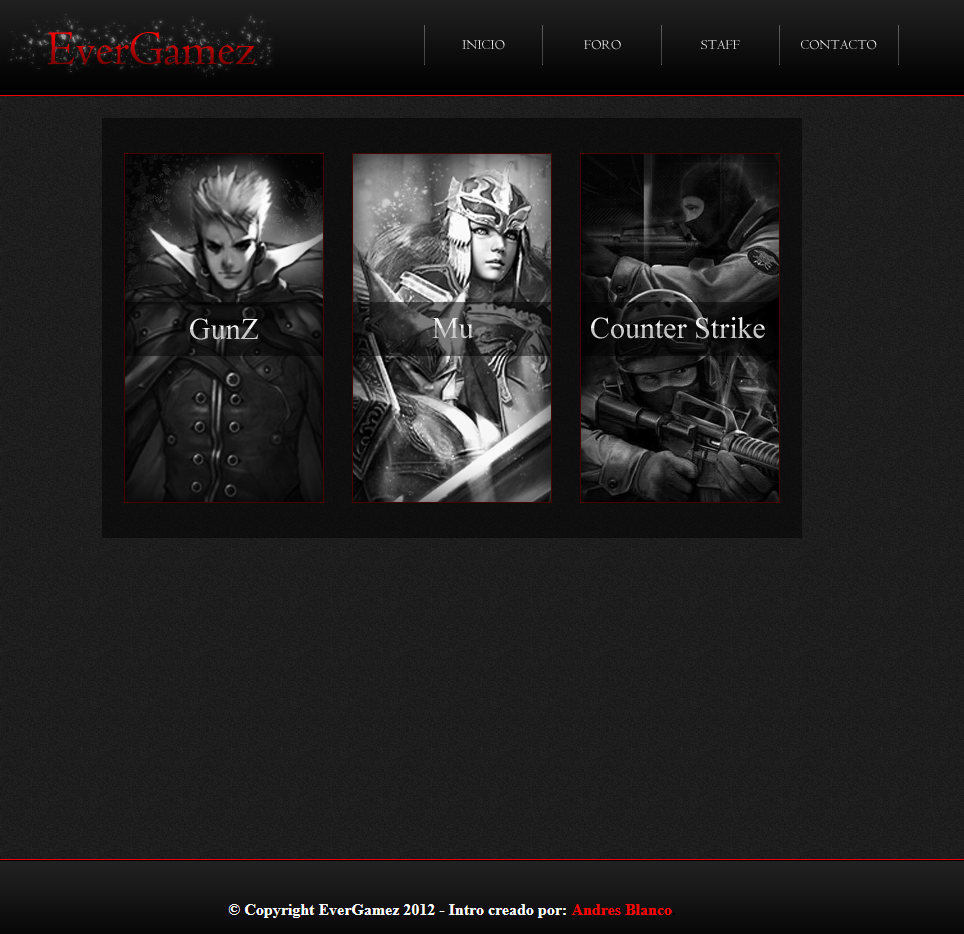 EverGamez
INICIO
FORO
STAFF
CONTACTO
GunZ
Mu
Counter Strike
© Copyright EverGamez 2012 - Intro creado por: Andres Blanco